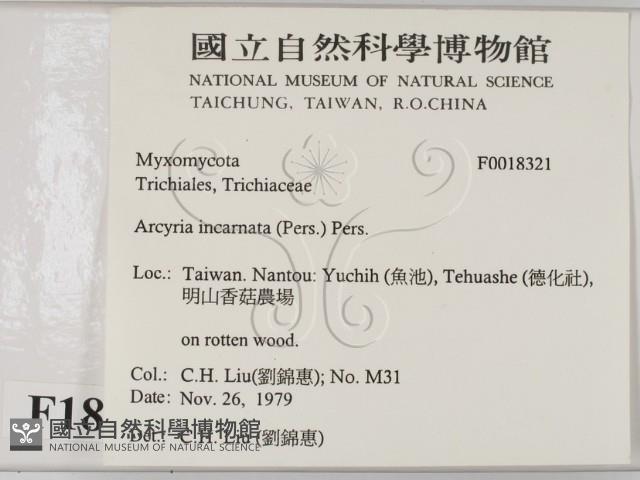 國立自然科學博物館
NATIONAL MUSEUM OF NATURAL SCIENCE
TAICHUNG, TAIWAN, R.O.CHINA
Myxomycota F0018321
Trichiales, Trichiaceae
Arcyria incarnata (Pers.) Pers.
Loc.: Taiwan. Nantou: Yuchih (魚池), Tehuashe (德化社),
明山香菇農場
on rotten wood.
Col.: C.H. Liu(劉錦惠); No. M31
Date: Nov. 26, 1979
Det.: C.H. Liu (劉錦惠)
F18
國立自然科學博物館
NATIONAL MUSEUM OF NATURAL SCIENCE